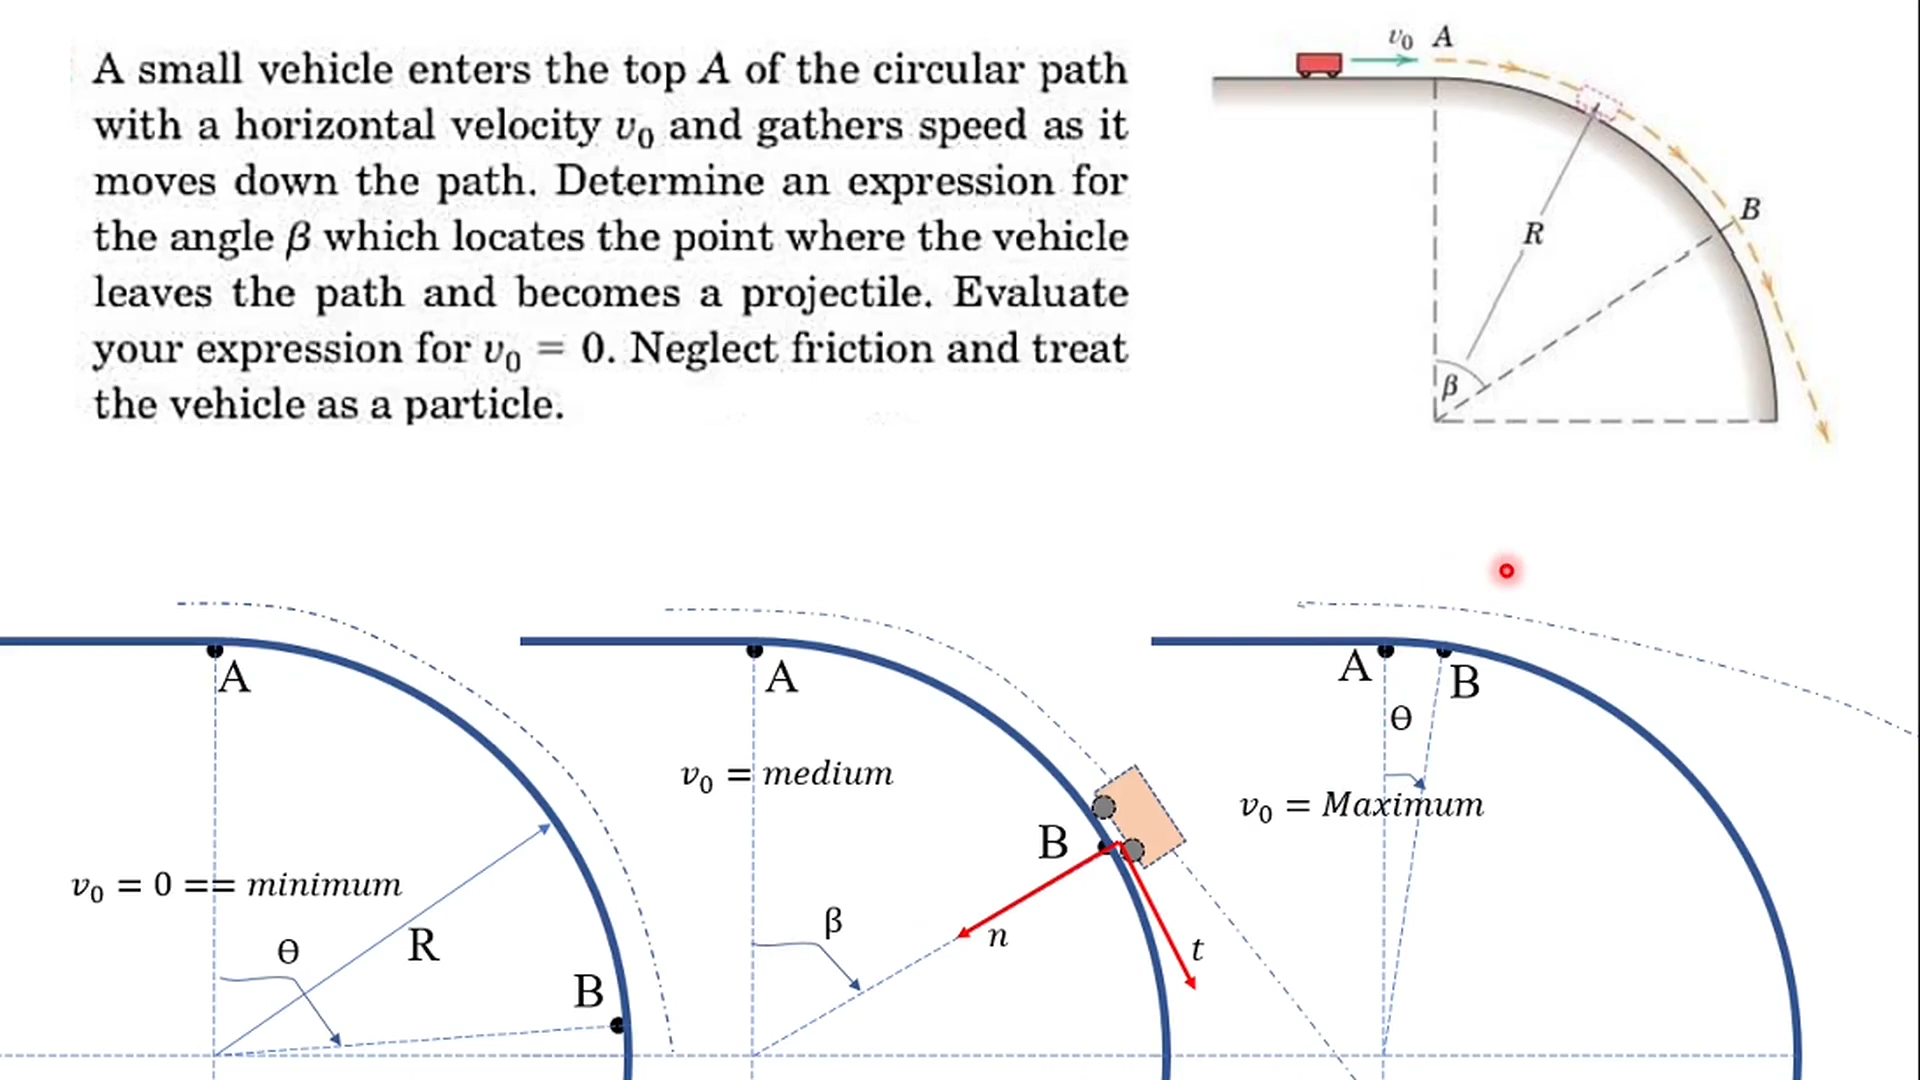 A small vehicle enters the top A of the circular path
with a horizontal velocity v₀ and gathers speed as it
moves down the path. Determine an expression for
the angle β which locates the point where the vehicle
leaves the path and becomes a projectile. Evaluate
your expression for v₀ = 0. Neglect friction and treat
the vehicle as a particle.
v₀ A
B
R
β
A
v₀ = 0 == minimum
R
θ
B
A
v₀ = medium
B
β
n
t
A
B
θ
v₀ = Maximum